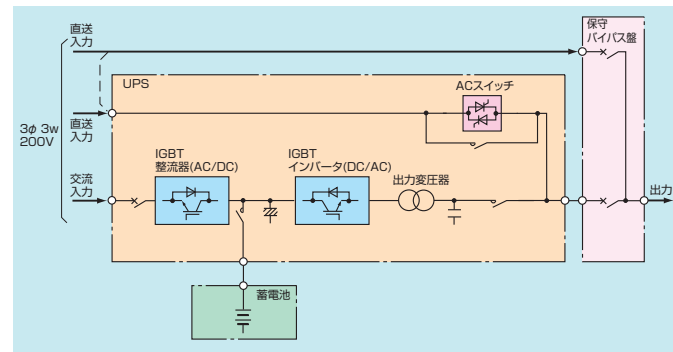 直送
入力
保守
バイパス盤
UPS
ACスイッチ
3φ 3w
200V
直送
入力
IGBT
整流器(AC/DC)
IGBT
インバータ(DC/AC)
出力変圧器
交流
入力
出力
蓄電池